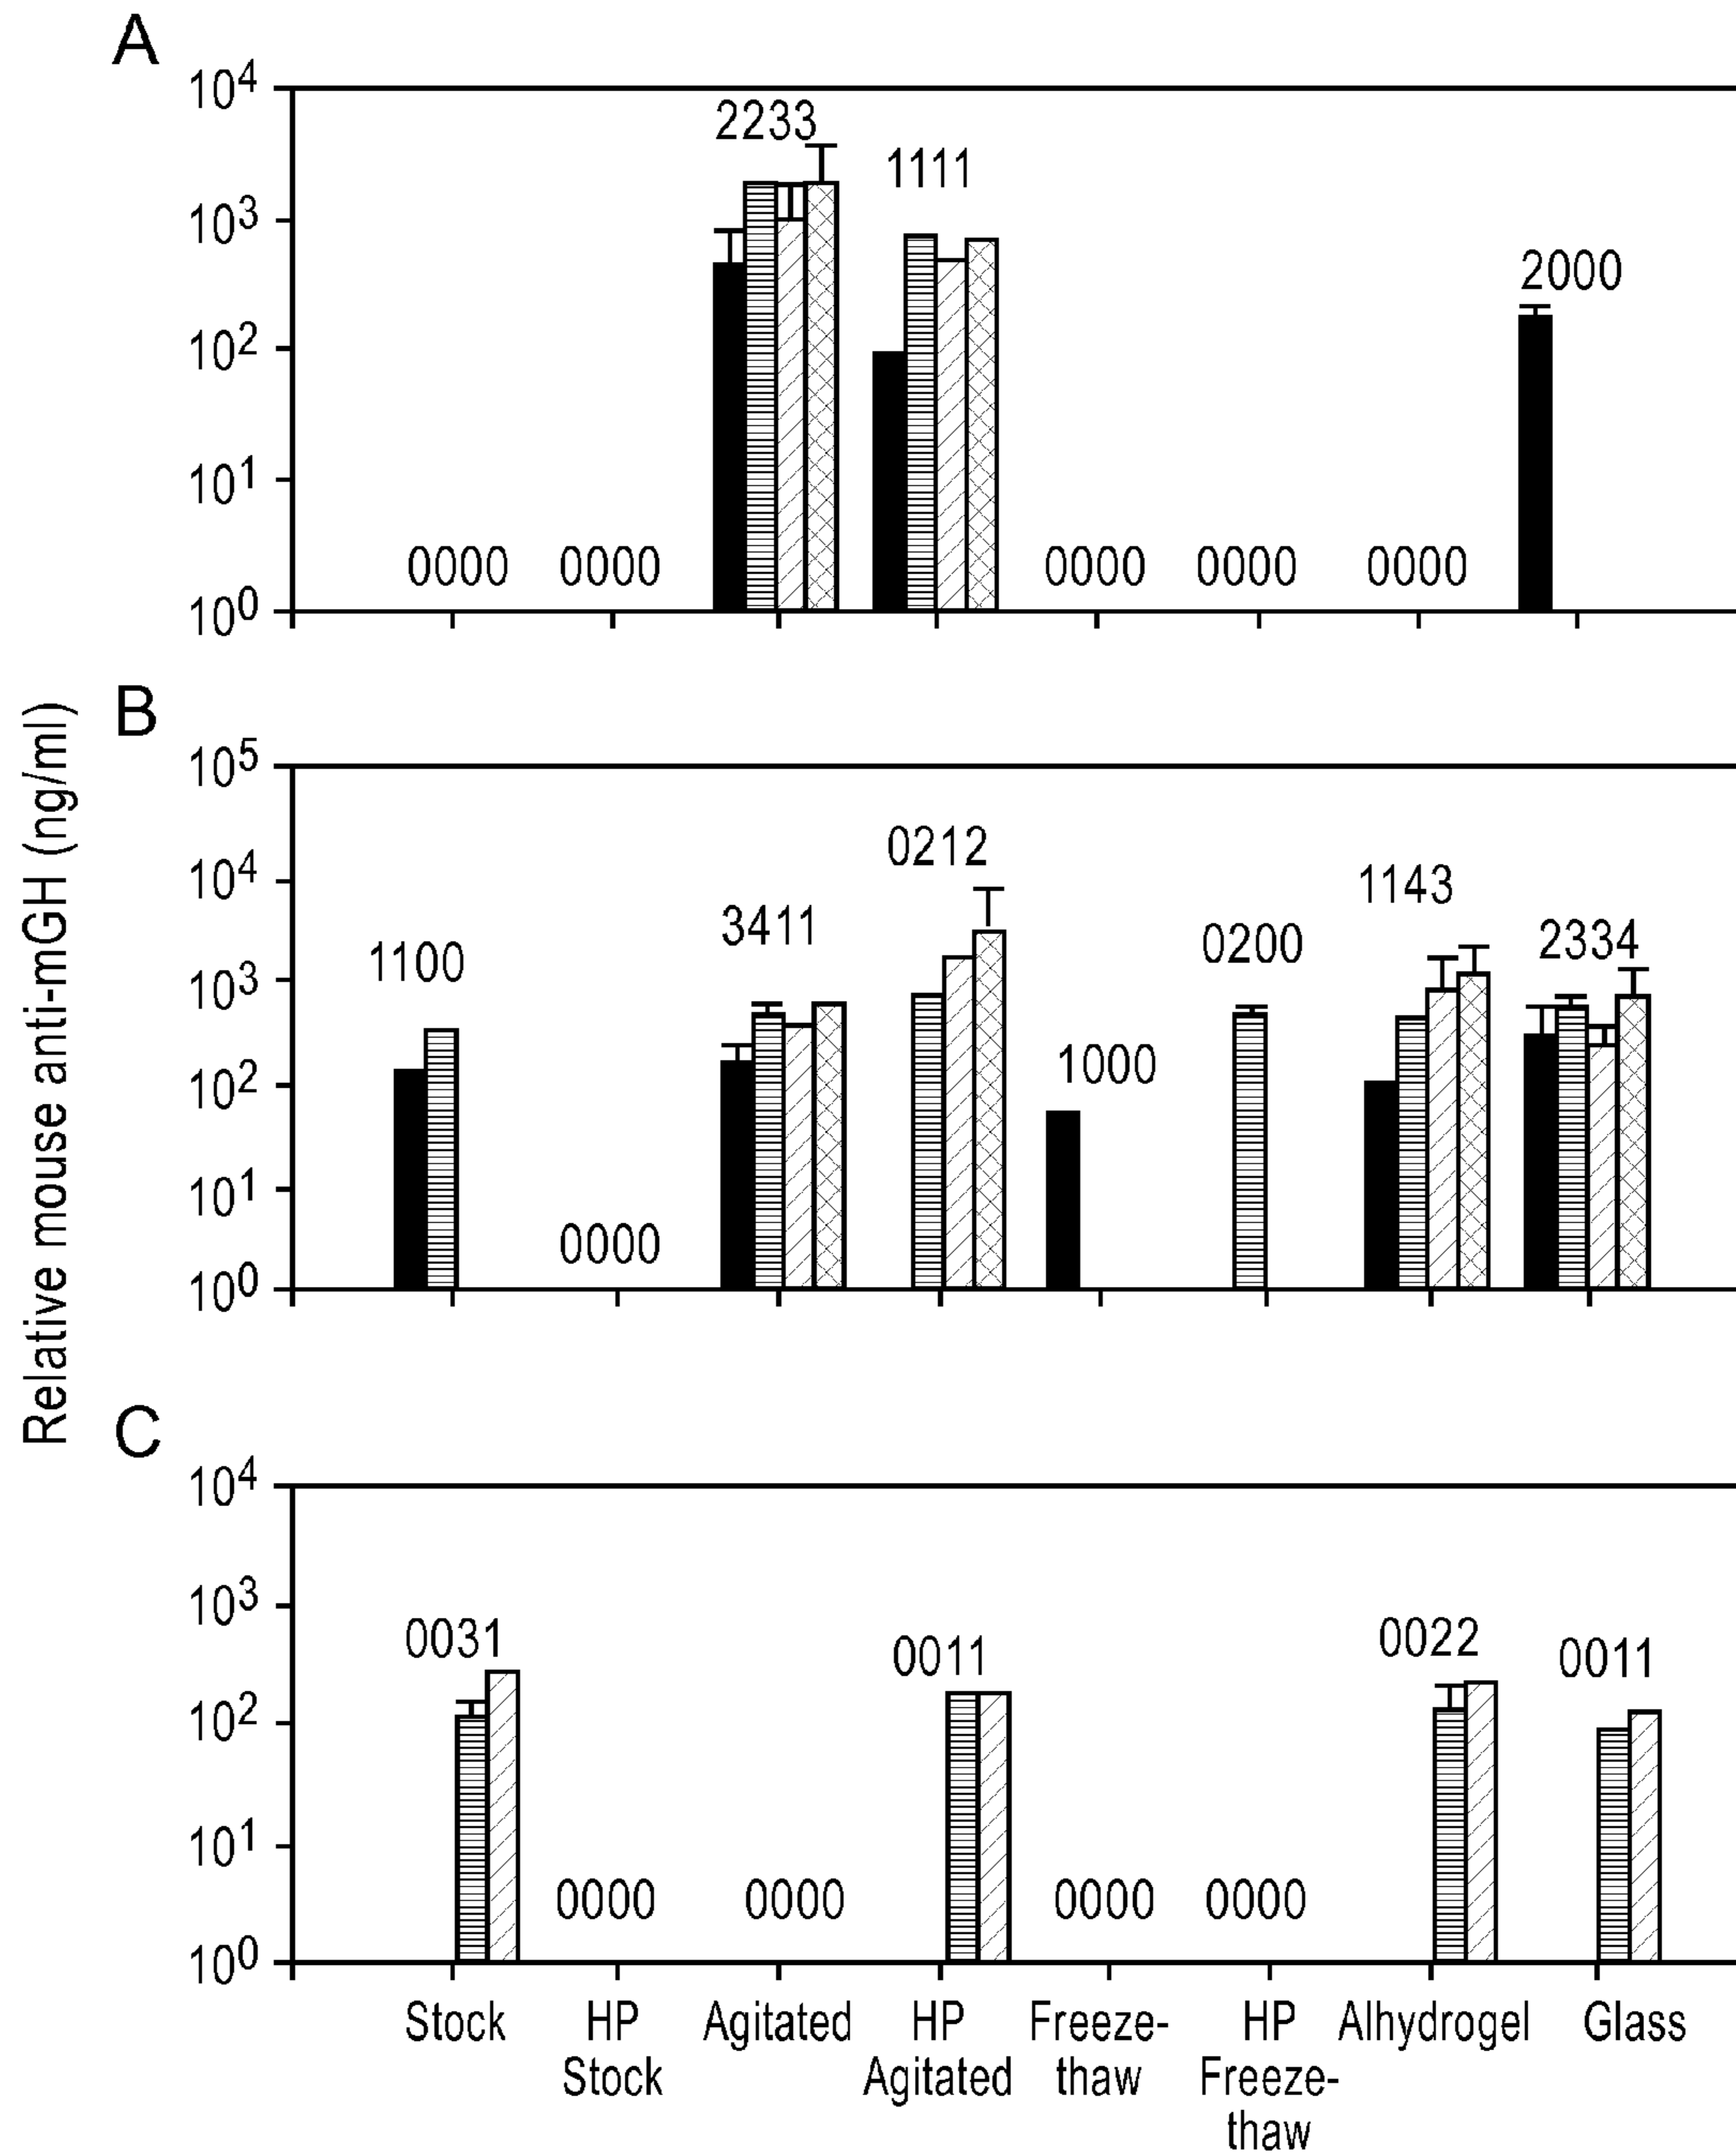 A
10^4
10^3
10^2
10^1
10^0
0000
0000
2233
1111
0000
0000
0000
2000
Relative mouse anti-mGH (ng/ml)
B
10^5
10^4
10^3
10^2
10^1
10^0
1100
0000
3411
0212
1000
0200
1143
2334
C
10^4
10^3
10^2
10^1
10^0
0031
0000
0000
0011
0000
0000
0022
0011
Stock
HP
Stock
Agitated
HP
Agitated
Freeze-
thaw
HP
Freeze-
thaw
Alhydrogel
Glass